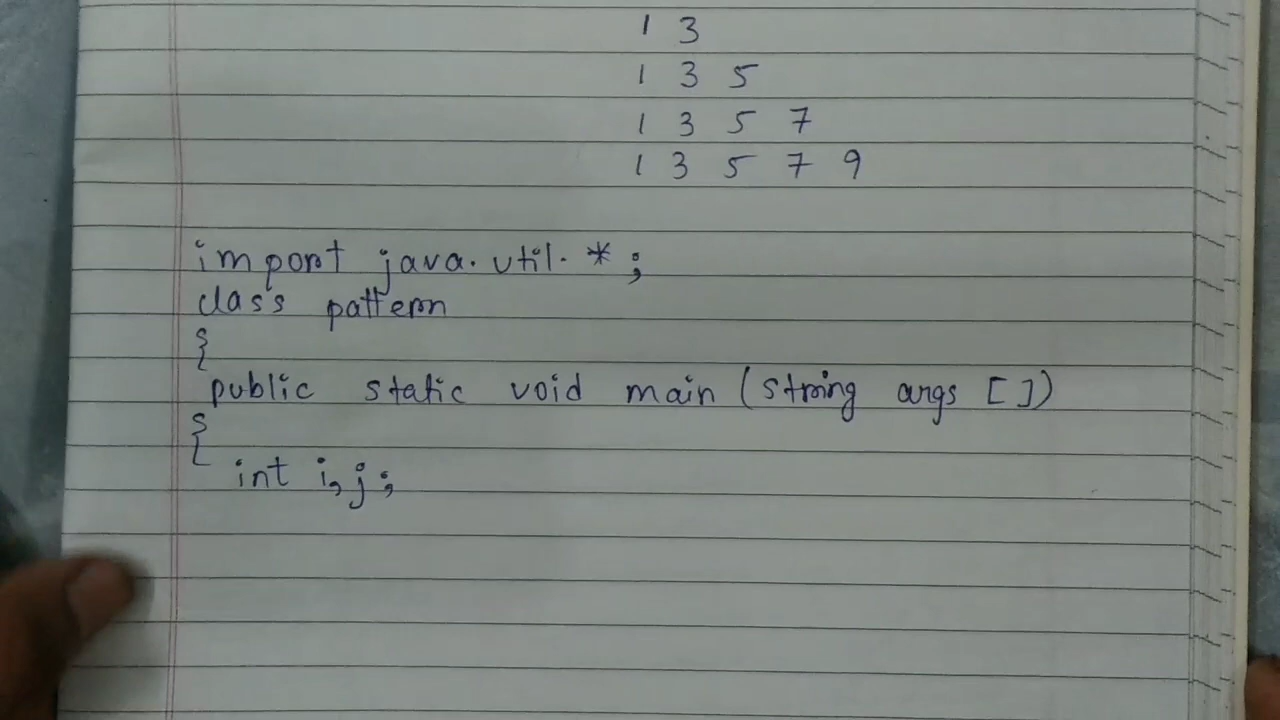 1 3
1 3 5
1 3 5 7
1 3 5 7 9
import java.util.*;
class pattern
{
public static void main (string args [])
{
int i,j;